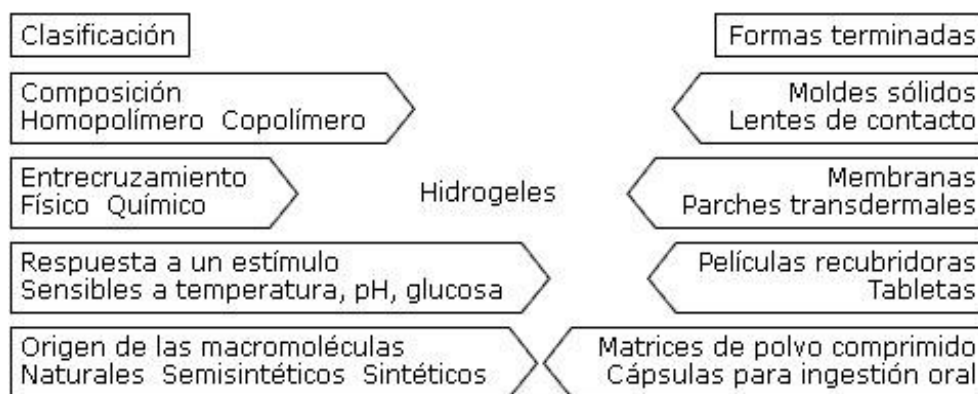 Clasificación
Formas terminadas
Composición
Homopolímero Copolímero
Moldes sólidos
Lentes de contacto
Entrecruzamiento
Físico Químico
Hidrogeles
Membranas
Parches transdermales
Respuesta a un estímulo
Sensibles a temperatura, pH, glucosa
Películas recubridoras
Tabletas
Origen de las macromoléculas
Naturales Semisintéticos Sintéticos
Matrices de polvo comprimido
Cápsulas para ingestión oral